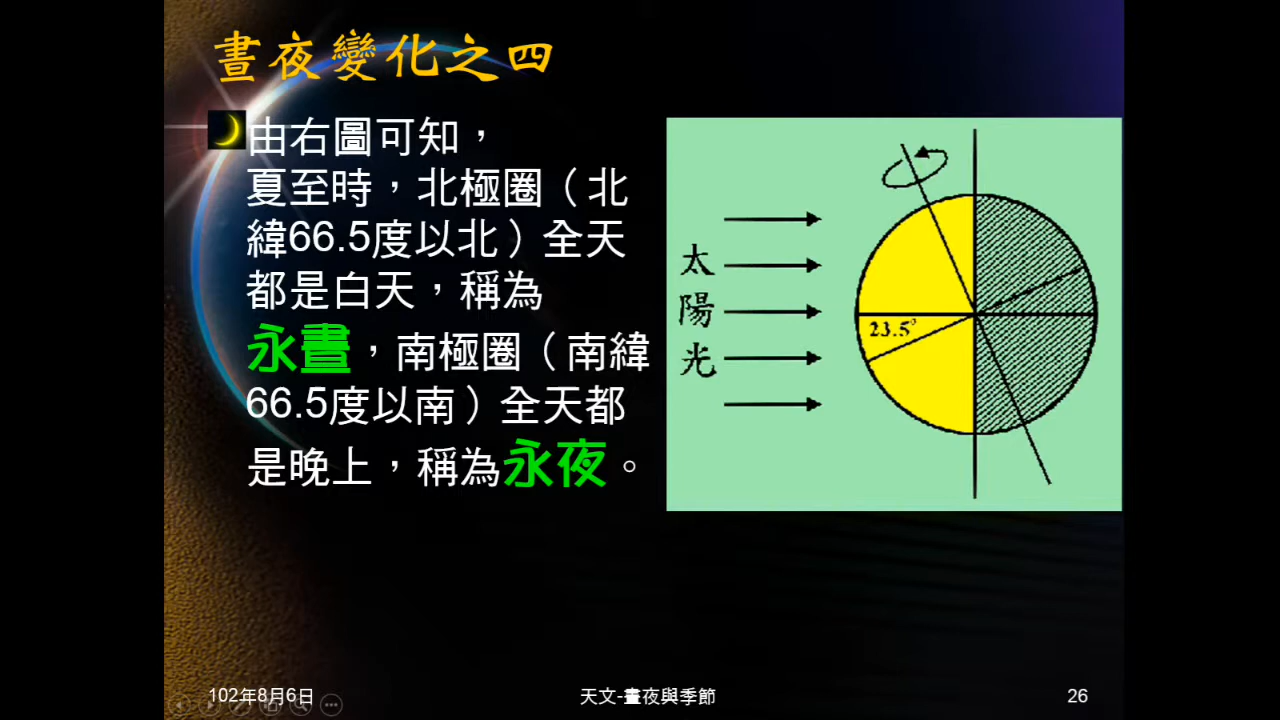 晝夜變化之四
由右圖可知，
夏至時，北極圈（北
緯66.5度以北）全天
都是白天，稱為
永晝，南極圈（南緯
66.5度以南）全天都
是晚上，稱為永夜。
太
陽
光
23.5°
102年8月6日
天文-晝夜與季節
26